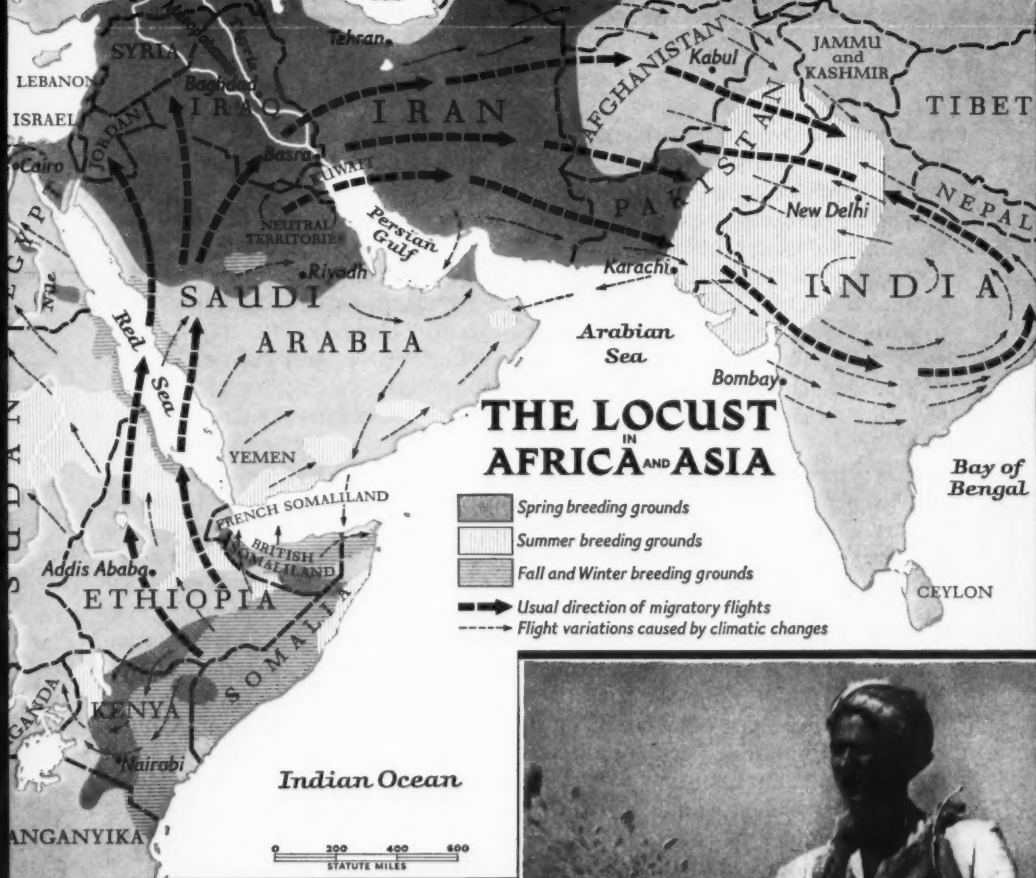 Tehran
SYRIA
Tigris
LEBANON
Baghdad
IRAQ
ISRAEL
JORDAN
Cairo
Basra
KUWAIT
NEUTRAL
TERRITORIES
Persian
Gulf
Riyadh
IRAN
AFGHANISTAN
Kabul
JAMMU
and
KASHMIR
TIBET
PAKISTAN
NEPAL
New Delhi
Karachi
INDIA
EGYPT
Nile
Red
Sea
SAUDI
ARABIA
Arabian
Sea
Bombay
THE LOCUST
IN
AFRICA AND ASIA
Spring breeding grounds
Summer breeding grounds
Fall and Winter breeding grounds
Usual direction of migratory flights
Flight variations caused by climatic changes
Bay of
Bengal
CEYLON
SUDAN
YEMEN
FRENCH SOMALILAND
BRITISH
SOMALILAND
Addis Ababa
ETHIOPIA
SOMALIA
GANDA
KENYA
Nairobi
ANGANYIKA
Indian Ocean
0 200 400 600
STATUTE MILES